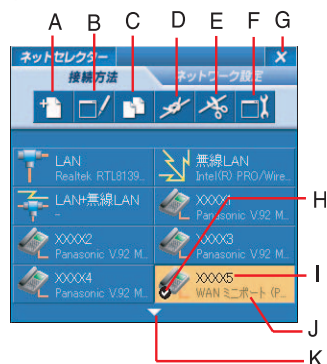 A B C D E F G
ネットセレクター ×
接続方法 ネットワーク設定
LAN
Realtek RTL8139..
無線LAN
Intel(R) PRO/Wire..
LAN+無線LAN
–
XXXX1
Panasonic V.92 M..
XXXX2
Panasonic V.92 M..
XXXX3
Panasonic V.92 M..
XXXX4
Panasonic V.92 M..
XXXX5
WAN ミニポート (P...
H
I
J
K